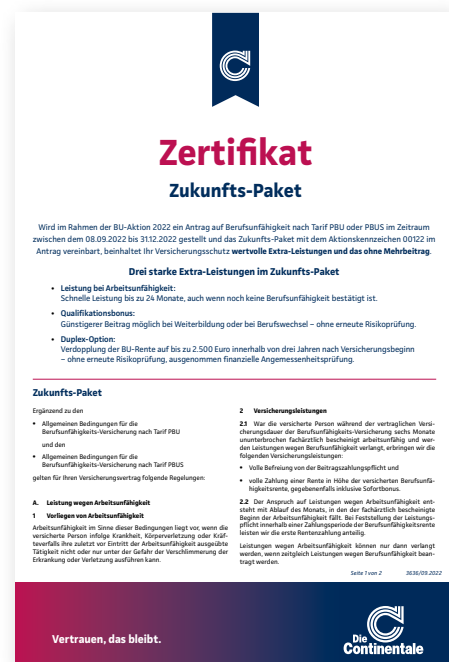 Zertifikat
Zukunfts-Paket
Wird im Rahmen der BU-Aktion 2022 ein Antrag auf Berufsunfähigkeit nach Tarif PBU oder PBUS im Zeitraum
zwischen dem 08.09.2022 bis 31.12.2022 gestellt und das Zukunfts-Paket mit dem Aktionskennzeichen 00122 im
Antrag vereinbart, beinhaltet Ihr Versicherungsschutz wertvolle Extra-Leistungen und das ohne Mehrbeitrag.
Drei starke Extra-Leistungen im Zukunfts-Paket
• Leistung bei Arbeitsunfähigkeit:
Schnelle Leistung bis zu 24 Monate, auch wenn noch keine Berufsunfähigkeit bestätigt ist.
• Qualifikationsbonus:
Günstigerer Beitrag möglich bei Weiterbildung oder bei Berufswechsel – ohne erneute Risikoprüfung.
• Duplex-Option:
Verdopplung der BU-Rente auf bis zu 2.500 Euro innerhalb von drei Jahren nach Versicherungsbeginn
– ohne erneute Risikoprüfung, ausgenommen finanzielle Angemessenheitsprüfung.
Zukunfts-Paket
Ergänzend zu den
• Allgemeinen Bedingungen für die
Berufsunfähigkeits-Versicherung nach Tarif PBU
und den
• Allgemeinen Bedingungen für die
Berufsunfähigkeits-Versicherung nach Tarif PBUS
gelten für Ihren Versicherungsvertrag folgende Regelungen:
A. Leistung wegen Arbeitsunfähigkeit
1 Vorliegen von Arbeitsunfähigkeit
Arbeitsunfähigkeit im Sinne dieser Bedingungen liegt vor, wenn die
versicherte Person infolge Krankheit, Körperverletzung oder Kräf-
teverfalls ihre zuletzt vor Eintritt der Arbeitsunfähigkeit ausgeübte
Tätigkeit nicht oder nur unter der Gefahr der Verschlimmerung der
Erkrankung oder Verletzung ausführen kann.
2 Versicherungsleistungen
2.1 War die versicherte Person während der vertraglichen Versi-
cherungsdauer der Berufsunfähigkeits-Versicherung sechs Monate
ununterbrochen fachärztlich bescheinigt arbeitsunfähig und wer-
den Leistungen wegen Berufsunfähigkeit verlangt, erbringen wir die
folgenden Versicherungsleistungen:
• Volle Befreiung von der Beitragszahlungspflicht und
• volle Zahlung einer Rente in Höhe der versicherten Berufsunfä-
higkeitsrente, gegebenenfalls inklusive Sofortbonus.
2.2 Der Anspruch auf Leistungen wegen Arbeitsunfähigkeit ent-
steht mit Ablauf des Monats, in den der fachärztlich bescheinigte
Beginn der Arbeitsunfähigkeit fällt. Bei Feststellung der Leistungs-
pflicht innerhalb einer Zahlungsperiode der Berufsunfähigkeitsrente
leisten wir die erste Rentenzahlung anteilig.
Leistungen wegen Arbeitsunfähigkeit können nur dann verlangt
werden, wenn zeitgleich Leistungen wegen Berufsunfähigkeit bean-
tragt werden.
Seite 1 von 2 3636/09.2022
Vertrauen, das bleibt.
Die
Continentale